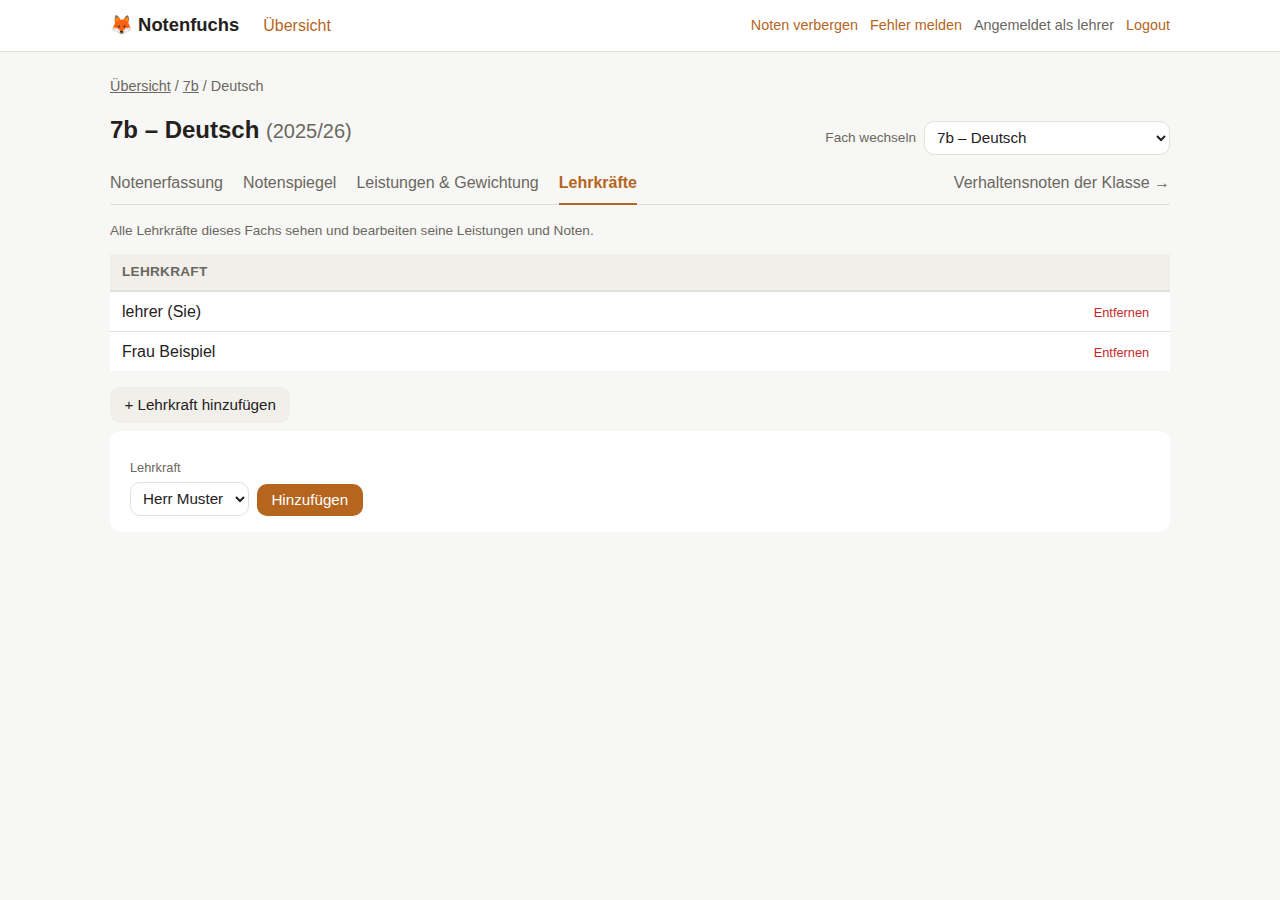 🦊 Notenfuchs Übersicht Noten verbergen Fehler melden Angemeldet als lehrer Logout
Übersicht / 7b / Deutsch
7b – Deutsch (2025/26)
Fach wechseln 7b – Deutsch
Notenerfassung Notenspiegel Leistungen & Gewichtung Lehrkräfte Verhaltensnoten der Klasse →
Alle Lehrkräfte dieses Fachs sehen und bearbeiten seine Leistungen und Noten.
LEHRKRAFT
lehrer (Sie) Entfernen
Frau Beispiel Entfernen
+ Lehrkraft hinzufügen
Lehrkraft
Herr Muster Hinzufügen